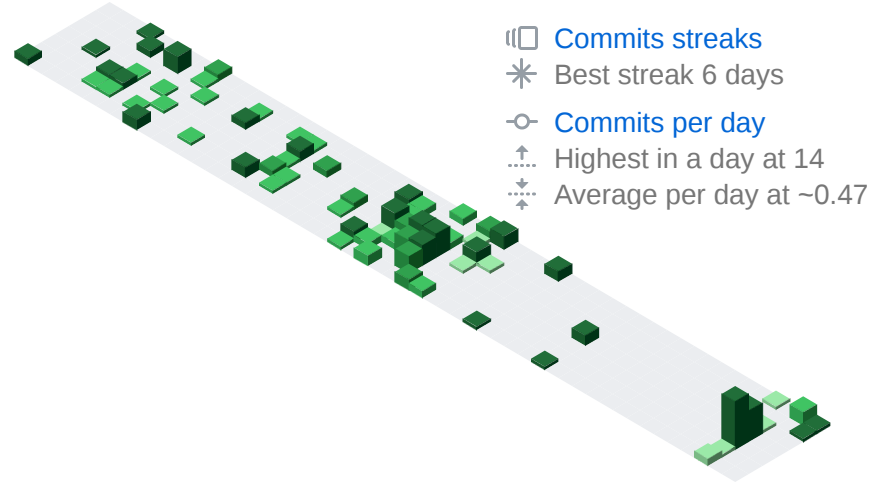 Commits streaks
Best streak 6 days
Commits per day
Highest in a day at 14
Average per day at ~0.47